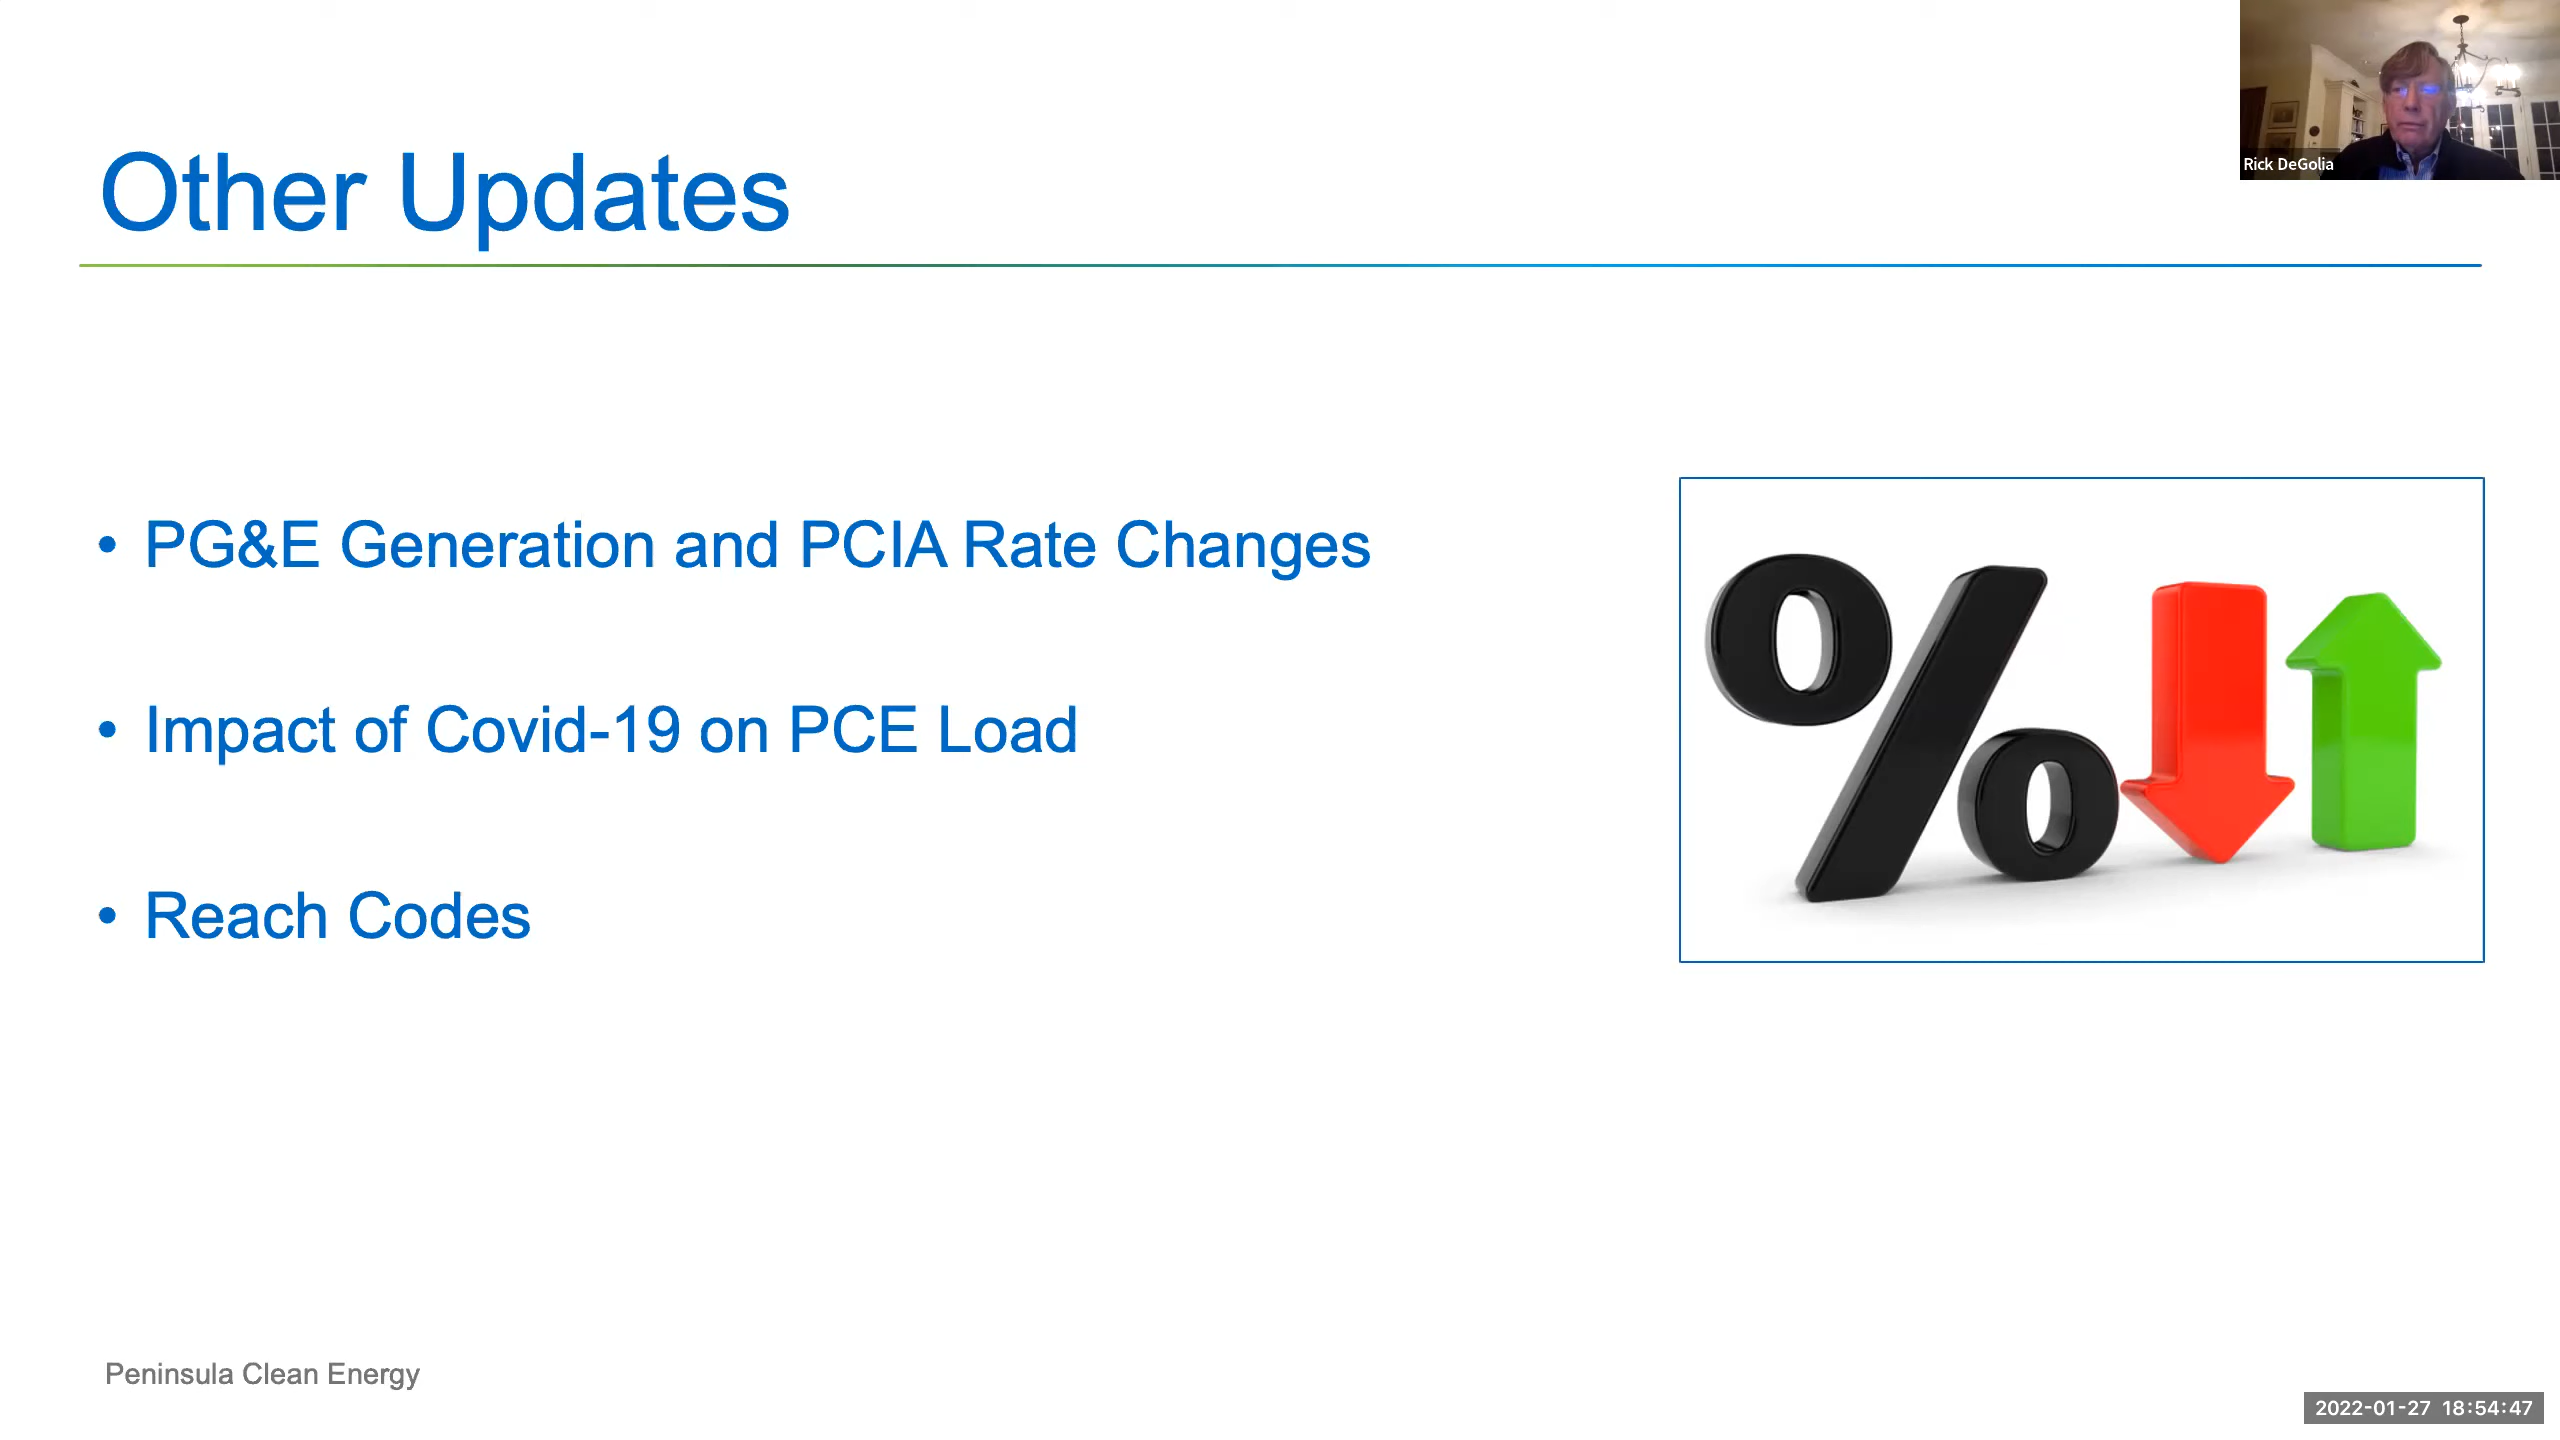 Rick DeGolia
Other Updates
• PG&E Generation and PCIA Rate Changes
• Impact of Covid-19 on PCE Load
• Reach Codes
%
Peninsula Clean Energy
2022-01-27 18:54:47